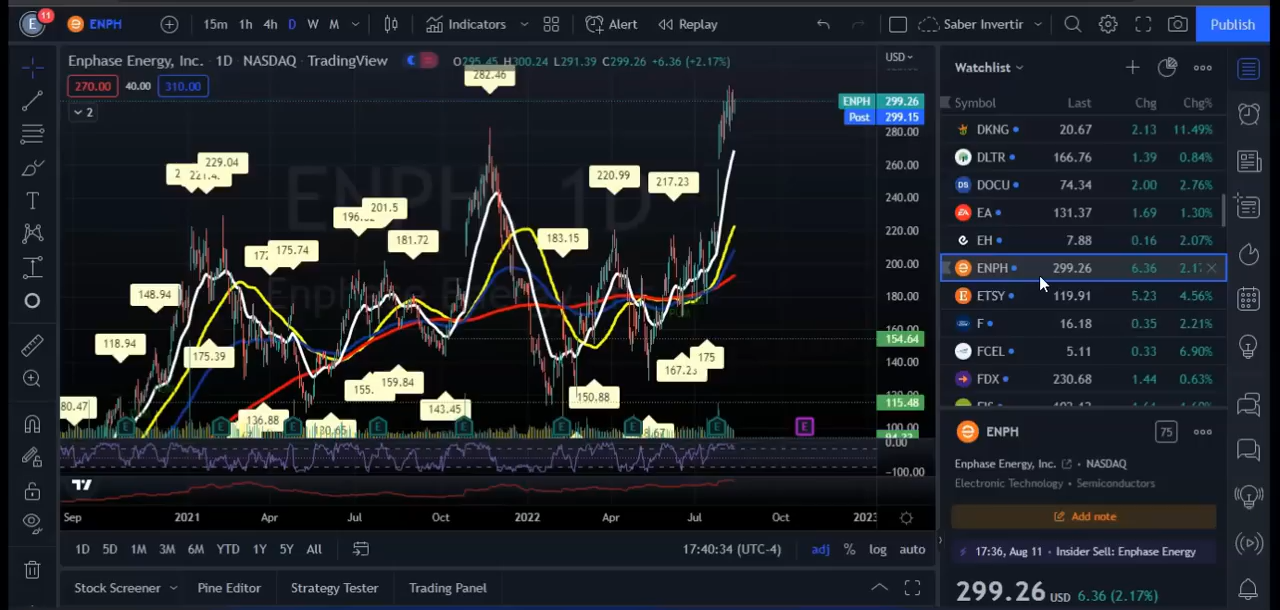 E
11
ENPH
15m 1h 4h D W M
Indicators
Alert
Replay
Saber Invertir
Publish
Enphase Energy, Inc. · 1D · NASDAQ · TradingView
O295.45 H300.24 L291.39 C299.26 +6.36 (+2.17%)
USD
270.00 40.00 310.00
2
ENPH 299.26
Post 299.15
280.00
260.00
240.00
220.00
200.00
180.00
160.00
154.64
140.00
115.48
100.00
0.00
−100.00
282.46
229.04
220.99
217.23
201.5
181.72
183.15
175.74
148.94
118.94
175.39
159.84
143.45
150.88
175
136.88
ENPH, 1D
Enphase Energy
Sep 2021 Apr Jul Oct 2022 Apr Jul Oct 2023
1D 5D 1M 3M 6M YTD 1Y 5Y All
17:40:34 (UTC-4)
adj % log auto
Stock Screener Pine Editor Strategy Tester Trading Panel
Watchlist
Symbol Last Chg Chg%
DKNG 20.67 2.13 11.49%
DLTR 166.76 1.39 0.84%
DOCU 74.34 2.00 2.76%
EA 131.37 1.69 1.30%
EH 7.88 0.16 2.07%
ENPH 299.26 6.36
ETSY 119.91 5.23 4.56%
F 16.18 0.35 2.21%
FCEL 5.11 0.33 6.90%
FDX 230.68 1.44 0.63%
ENPH
75
Enphase Energy, Inc. • NASDAQ
Electronic Technology • Semiconductors
Add note
17:36, Aug 11 • Insider Sell: Enphase Energy
299.26 USD 6.36 (2.17%)